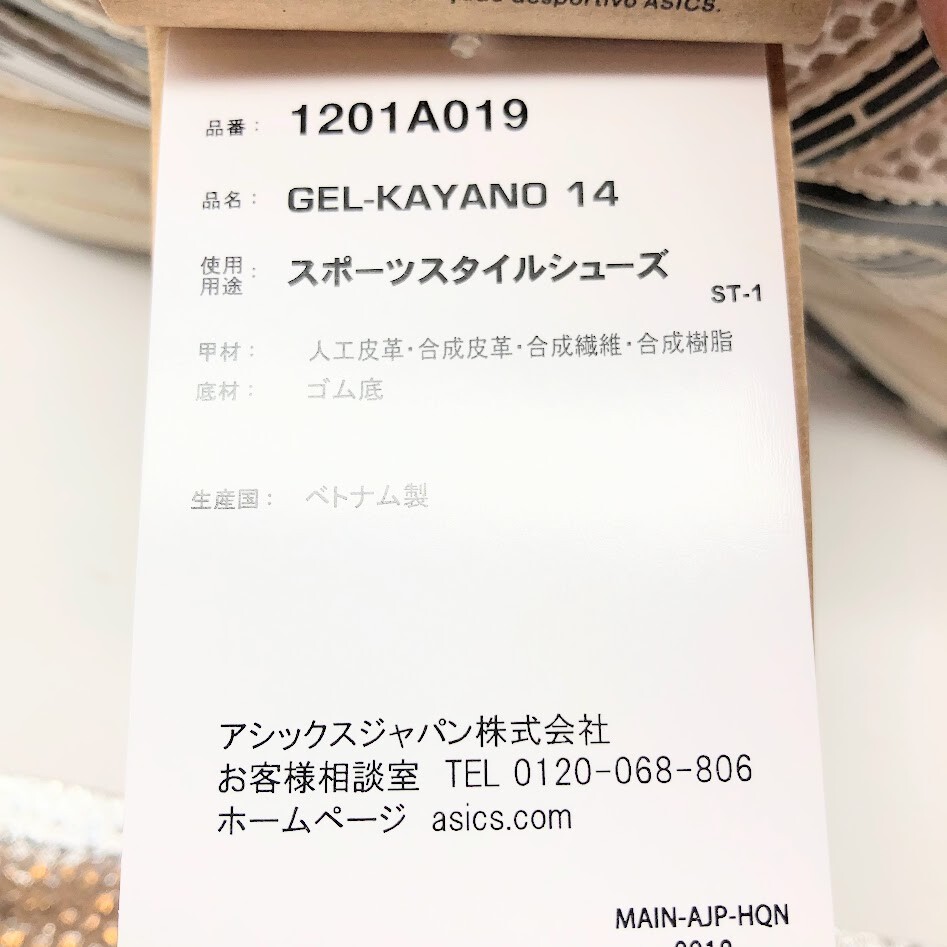 desportivo ASICS.
品番: 1201A019
品名: GEL-KAYANO 14
使用用途: スポーツスタイルシューズ
ST-1
甲材: 人工皮革・合成皮革・合成繊維・合成樹脂
底材: ゴム底
生産国: ベトナム製
アシックスジャパン株式会社
お客様相談室 TEL 0120-068-806
ホームページ asics.com
MAIN-AJP-HQN